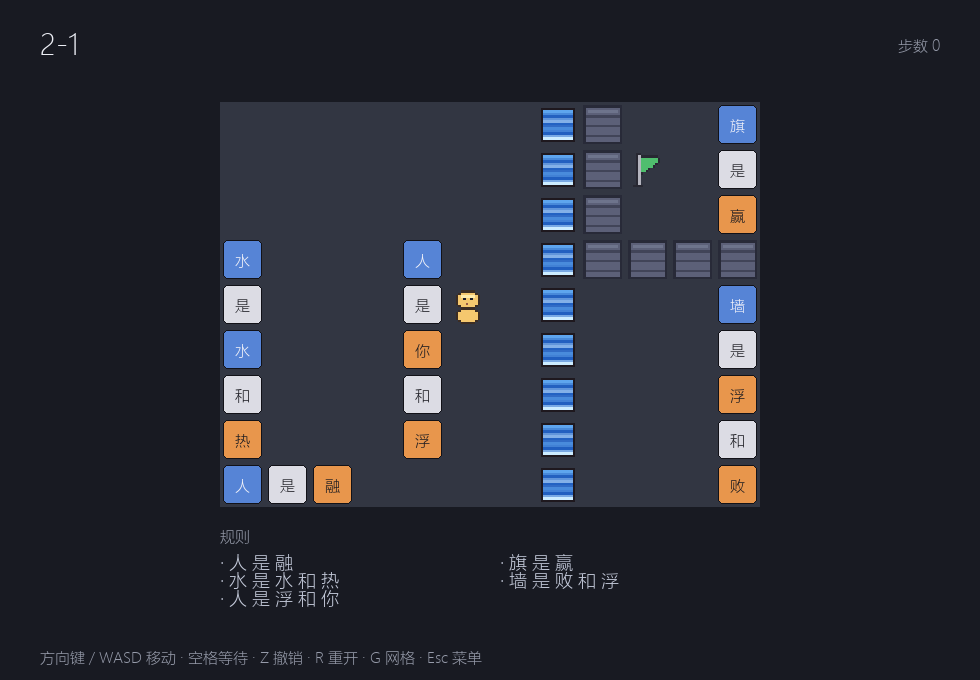 2-1
步数 0
旗
是
赢
水 人
是 是 墙
水 你 是
和 和 浮
热 浮 和
人 是 融 败
规则
· 人 是 融 · 旗 是 赢
· 水 是 水 和 热 · 墙 是 败 和 浮
· 人 是 浮 和 你
方向键 / WASD 移动 · 空格等待 · Z 撤销 · R 重开 · G 网格 · Esc 菜单